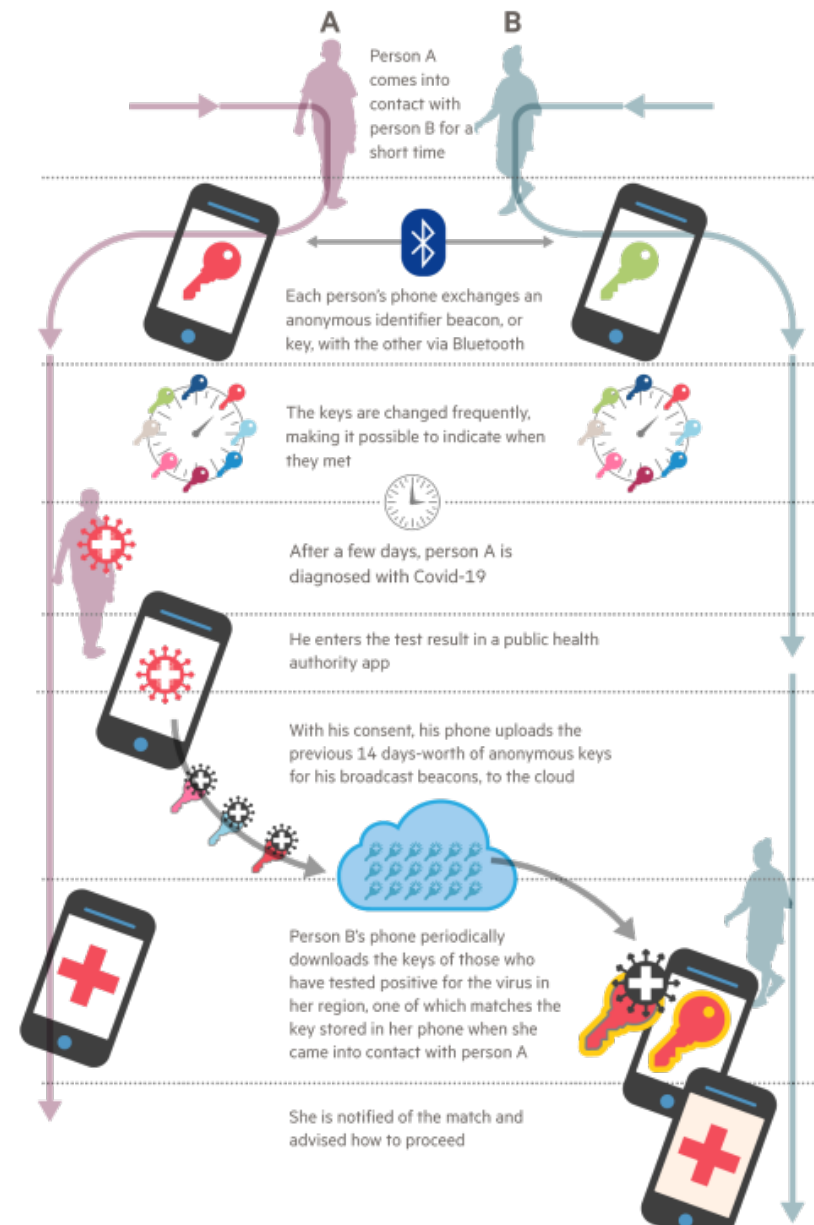 A
B
Person A
comes into
contact with
person B for a
short time
Each person's phone exchanges an
anonymous identifier beacon, or
key, with the other via Bluetooth
The keys are changed frequently,
making it possible to indicate when
they met
After a few days, person A is
diagnosed with Covid-19
He enters the test result in a public health
authority app
With his consent, his phone uploads the
previous 14 days-worth of anonymous keys
for his broadcast beacons, to the cloud
Person B's phone periodically
downloads the keys of those who
have tested positive for the virus in
her region, one of which matches the
key stored in her phone when she
came into contact with person A
She is notified of the match and
advised how to proceed